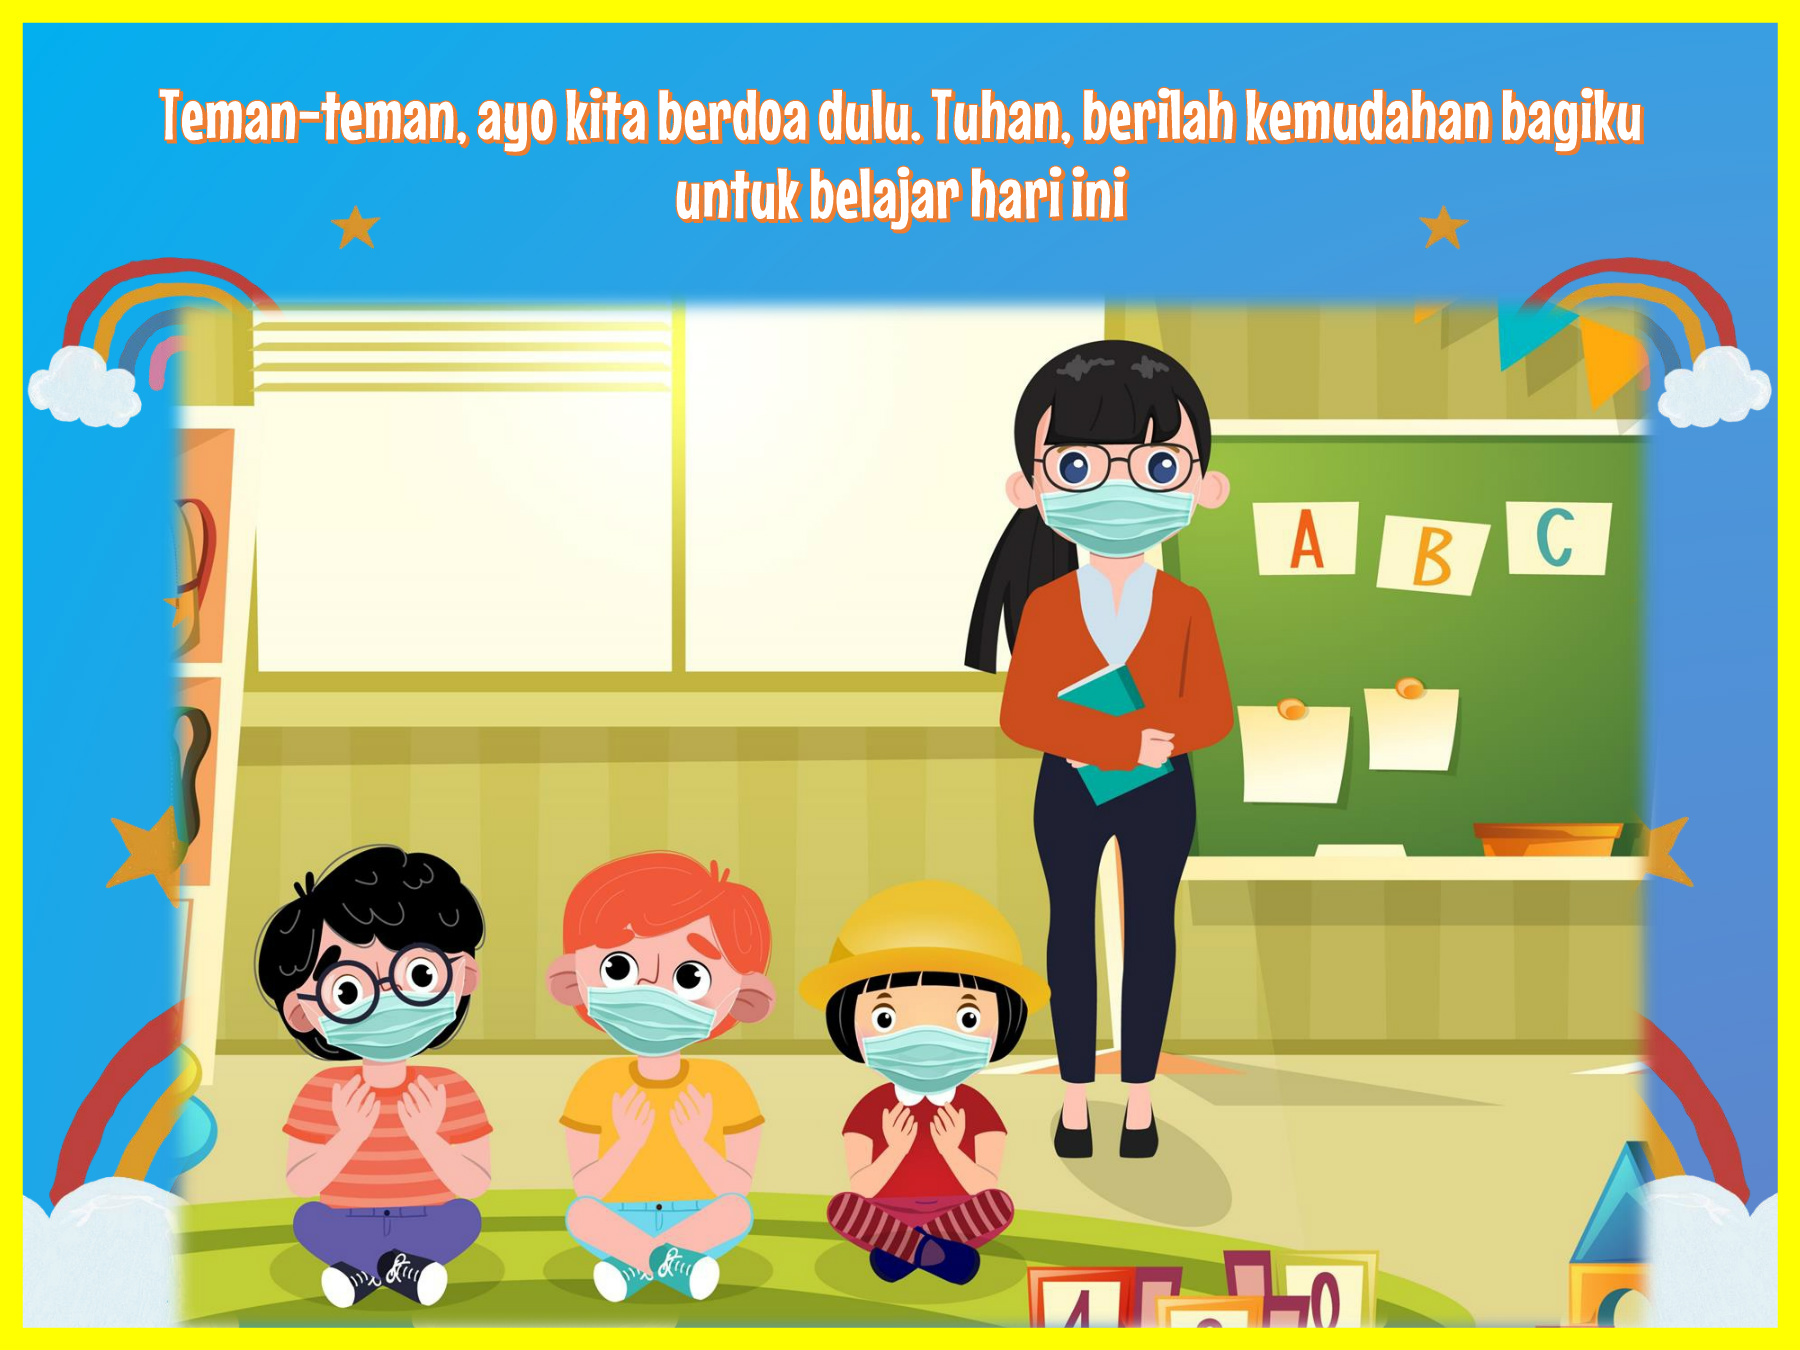 Teman-teman, ayo kita berdoa dulu. Tuhan, berilah kemudahan bagiku
untuk belajar hari ini
A B C